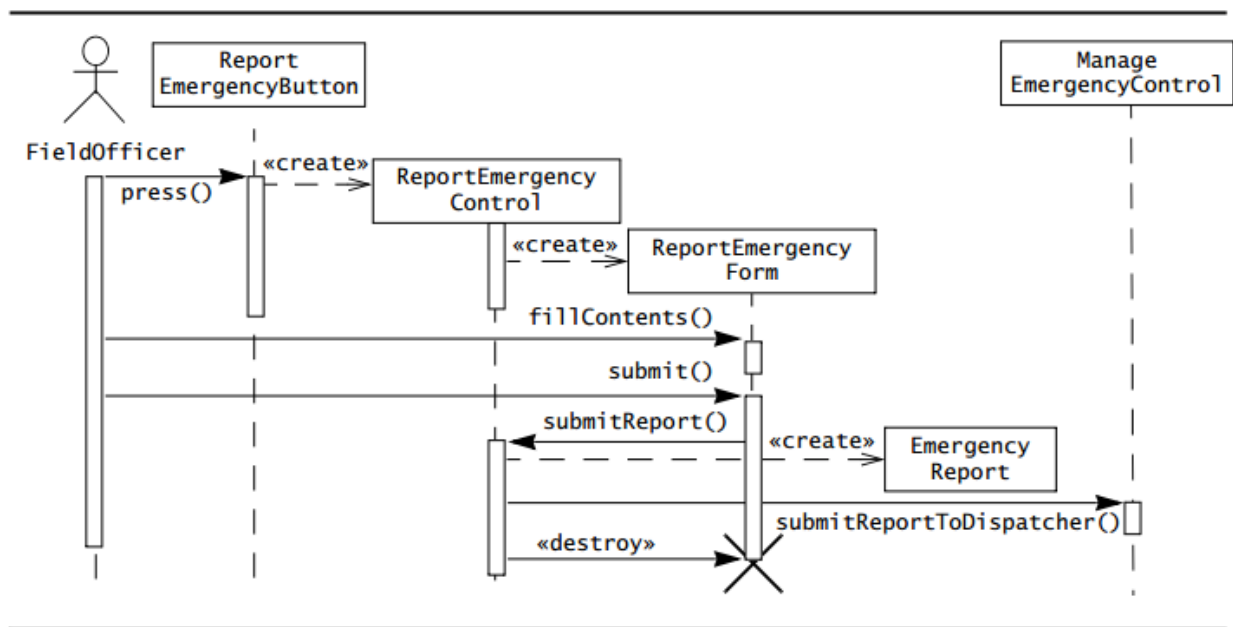 Report
EmergencyButton
Manage
EmergencyControl
FieldOfficer
«create»
press()
ReportEmergency
Control
«create»
ReportEmergency
Form
fillContents()
submit()
submitReport()
«create»
Emergency
Report
submitReportToDispatcher()
«destroy»